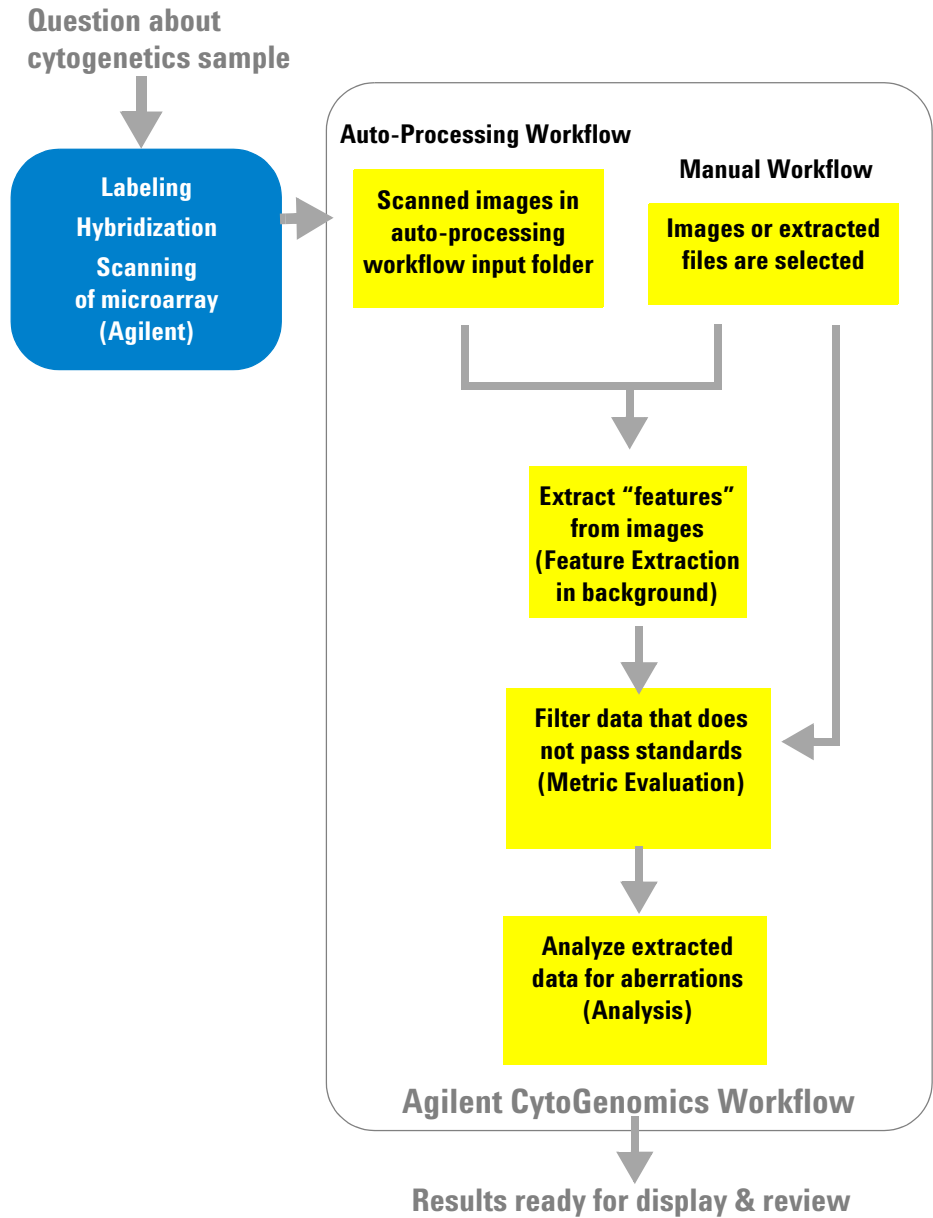 Question about
cytogenetics sample
Labeling
Hybridization
Scanning
of microarray
(Agilent)
Auto-Processing Workflow
Scanned images in
auto-processing
workflow input folder
Manual Workflow
Images or extracted
files are selected
Extract “features”
from images
(Feature Extraction
in background)
Filter data that does
not pass standards
(Metric Evaluation)
Analyze extracted
data for aberrations
(Analysis)
Agilent CytoGenomics Workflow
Results ready for display & review